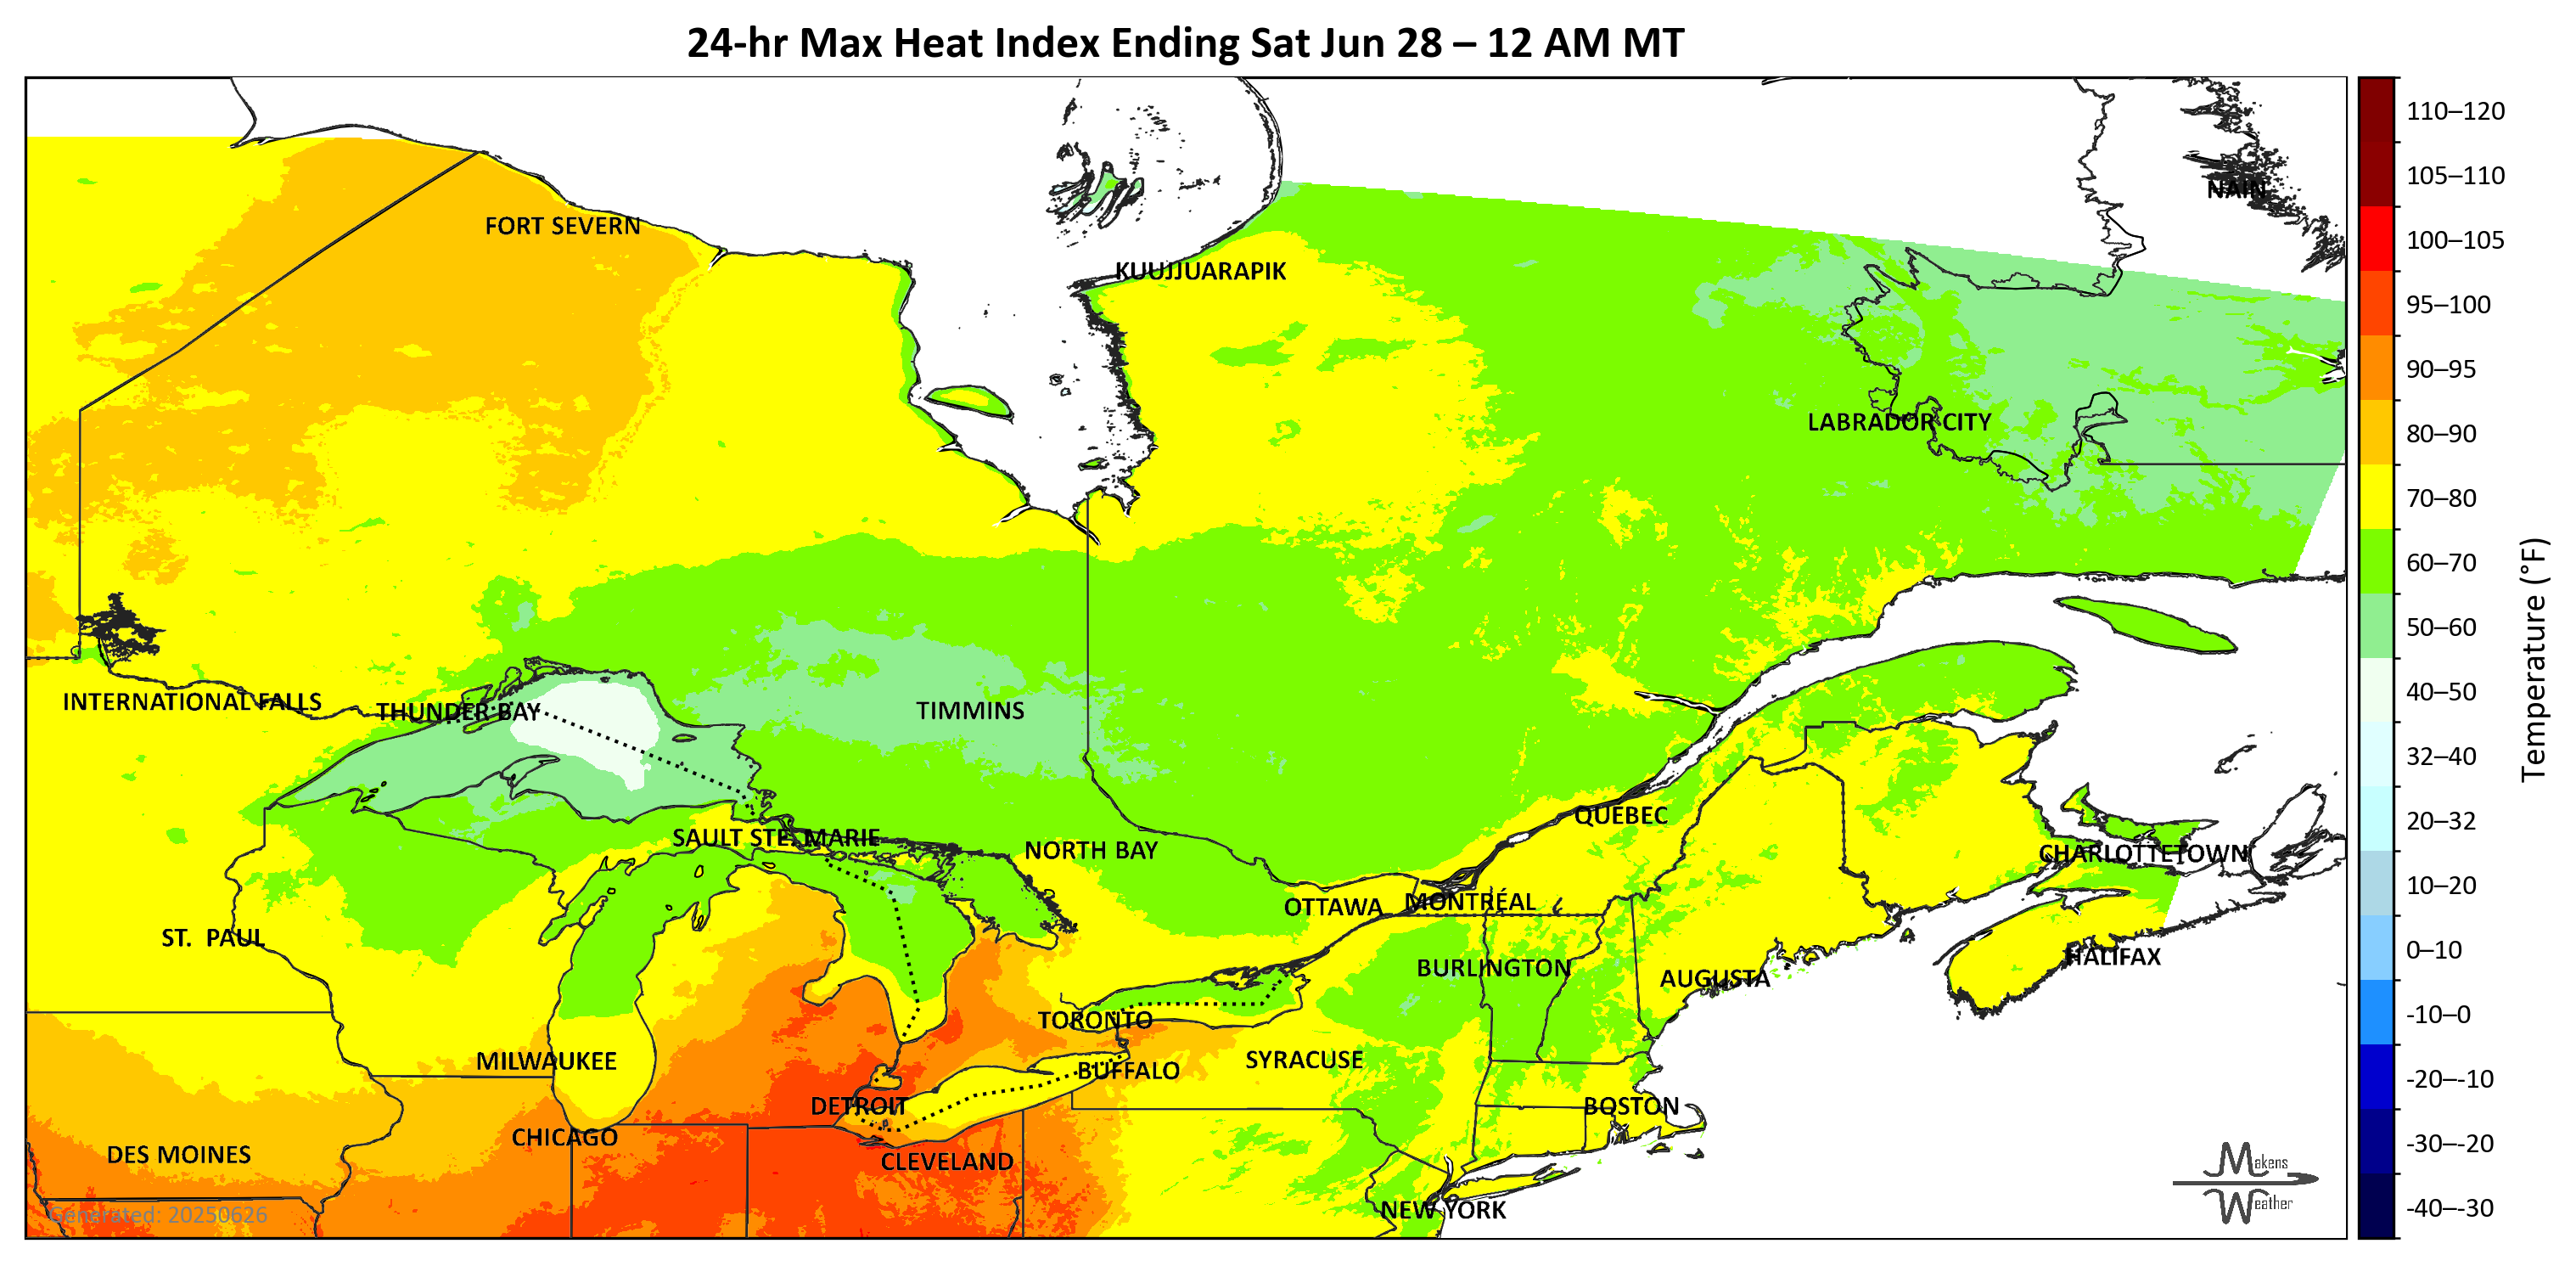 24-hr Max Heat Index Ending Sat Jun 28 – 12 AM MT
110–120
105–110
NAIN
FORT SEVERN
100–105
KUUJJUARAPIK
95–100
90–95
LABRADOR CITY
80–90
70–80
60–70
50–60
Temperature (°F)
INTERNATIONAL FALLS
THUNDER BAY
TIMMINS
40–50
32–40
QUEBEC
20–32
SAULT STE. MARIE
NORTH BAY
CHARLOTTETOWN
10–20
OTTAWA
MONTRÉAL
ST. PAUL
HALIFAX
0–10
BURLINGTON
AUGUSTA
TORONTO
-10–0
MILWAUKEE
SYRACUSE
BUFFALO
-20–-10
DETROIT
BOSTON
CHICAGO
-30–-20
DES MOINES
CLEVELAND
Makens
Weather
NEW YORK
-40–-30
Generated: 20250626